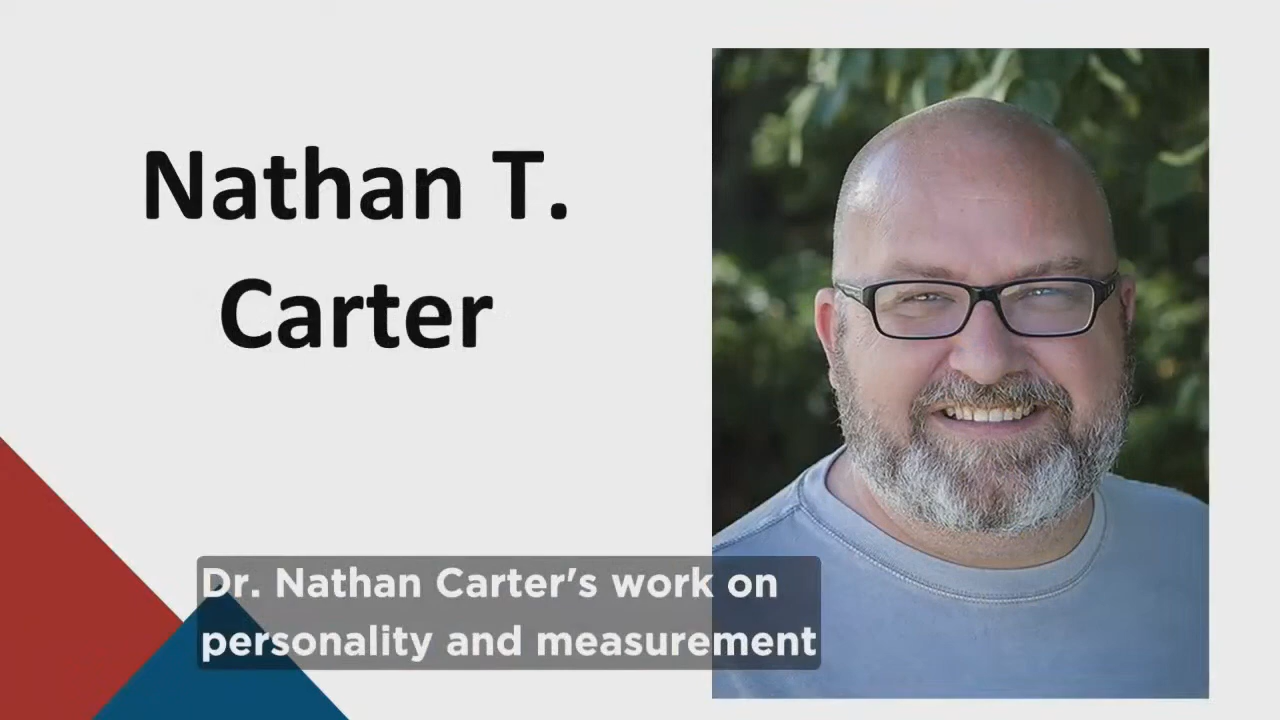 Nathan T.
Carter
Dr. Nathan Carter's work on
personality and measurement